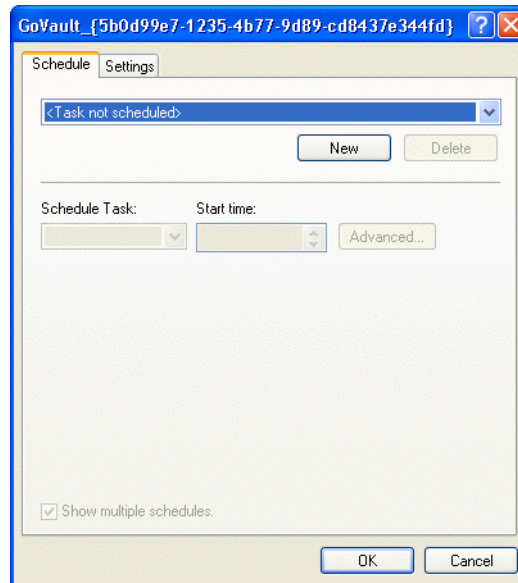 GoVault_{5b0d99e7-1235-4b77-9d89-cd8437e344fd}
Schedule Settings
<Task not scheduled>
New Delete
Schedule Task: Start time:
Advanced...
Show multiple schedules.
OK Cancel